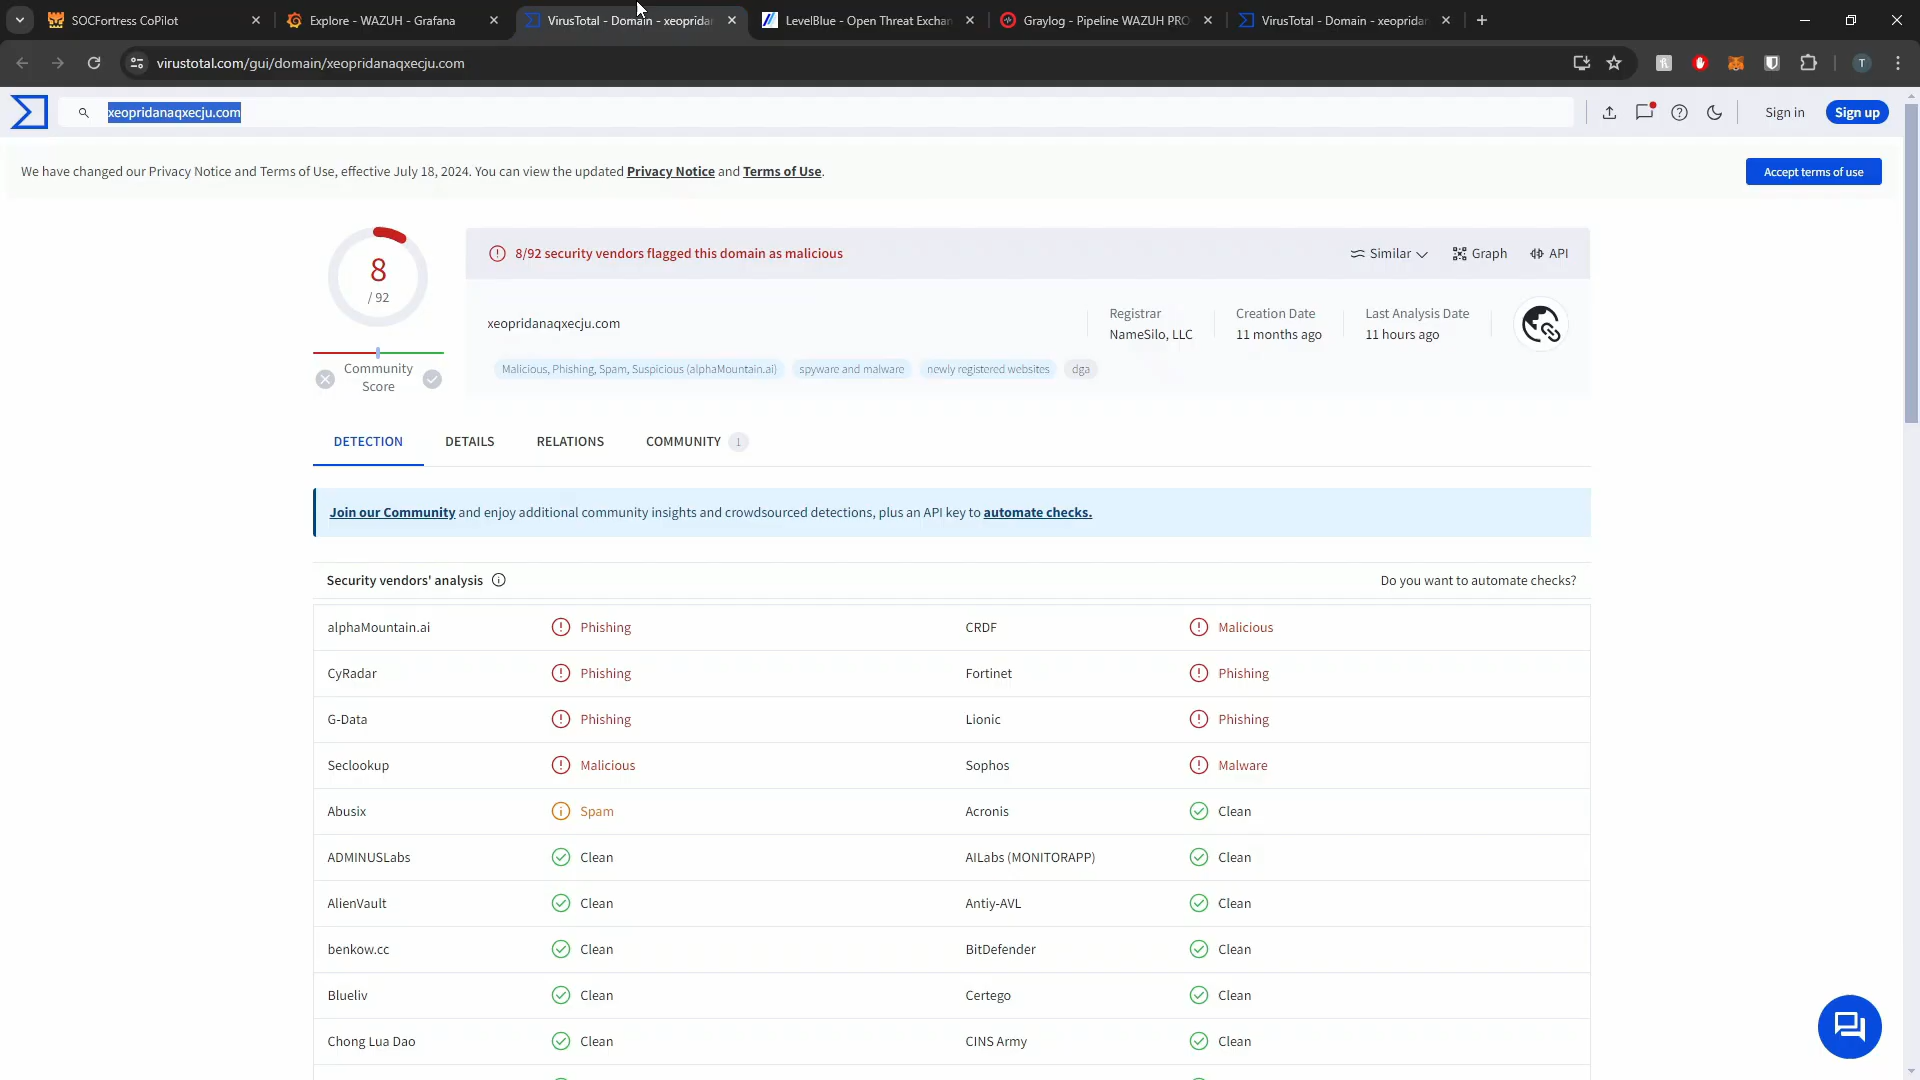 SOCFortress CoPilot
Explore - WAZUH - Grafana
VirusTotal - Domain - xeopridan
LevelBlue - Open Threat Exchan
Graylog - Pipeline WAZUH PRO
VirusTotal - Domain - xeopridan
virustotal.com/gui/domain/xeopridanaqxecju.com
T
xeopridanaqxecju.com
Sign in
Sign up
We have changed our Privacy Notice and Terms of Use, effective July 18, 2024. You can view the updated Privacy Notice and Terms of Use.
Accept terms of use
8
/ 92
Community
Score
8/92 security vendors flagged this domain as malicious
Similar
Graph
API
xeopridanaqxecju.com
Registrar
NameSilo, LLC
Creation Date
11 months ago
Last Analysis Date
11 hours ago
Malicious, Phishing, Spam, Suspicious (alphaMountain.ai)
spyware and malware
newly registered websites
dga
DETECTION
DETAILS
RELATIONS
COMMUNITY 1
Join our Community and enjoy additional community insights and crowdsourced detections, plus an API key to automate checks.
Security vendors' analysis
Do you want to automate checks?
alphaMountain.ai Phishing CRDF Malicious
CyRadar Phishing Fortinet Phishing
G-Data Phishing Lionic Phishing
Seclookup Malicious Sophos Malware
Abusix Spam Acronis Clean
ADMINUSLabs Clean AILabs (MONITORAPP) Clean
AlienVault Clean Antiy-AVL Clean
benkow.cc Clean BitDefender Clean
Blueliv Clean Certego Clean
Chong Lua Dao Clean CINS Army Clean